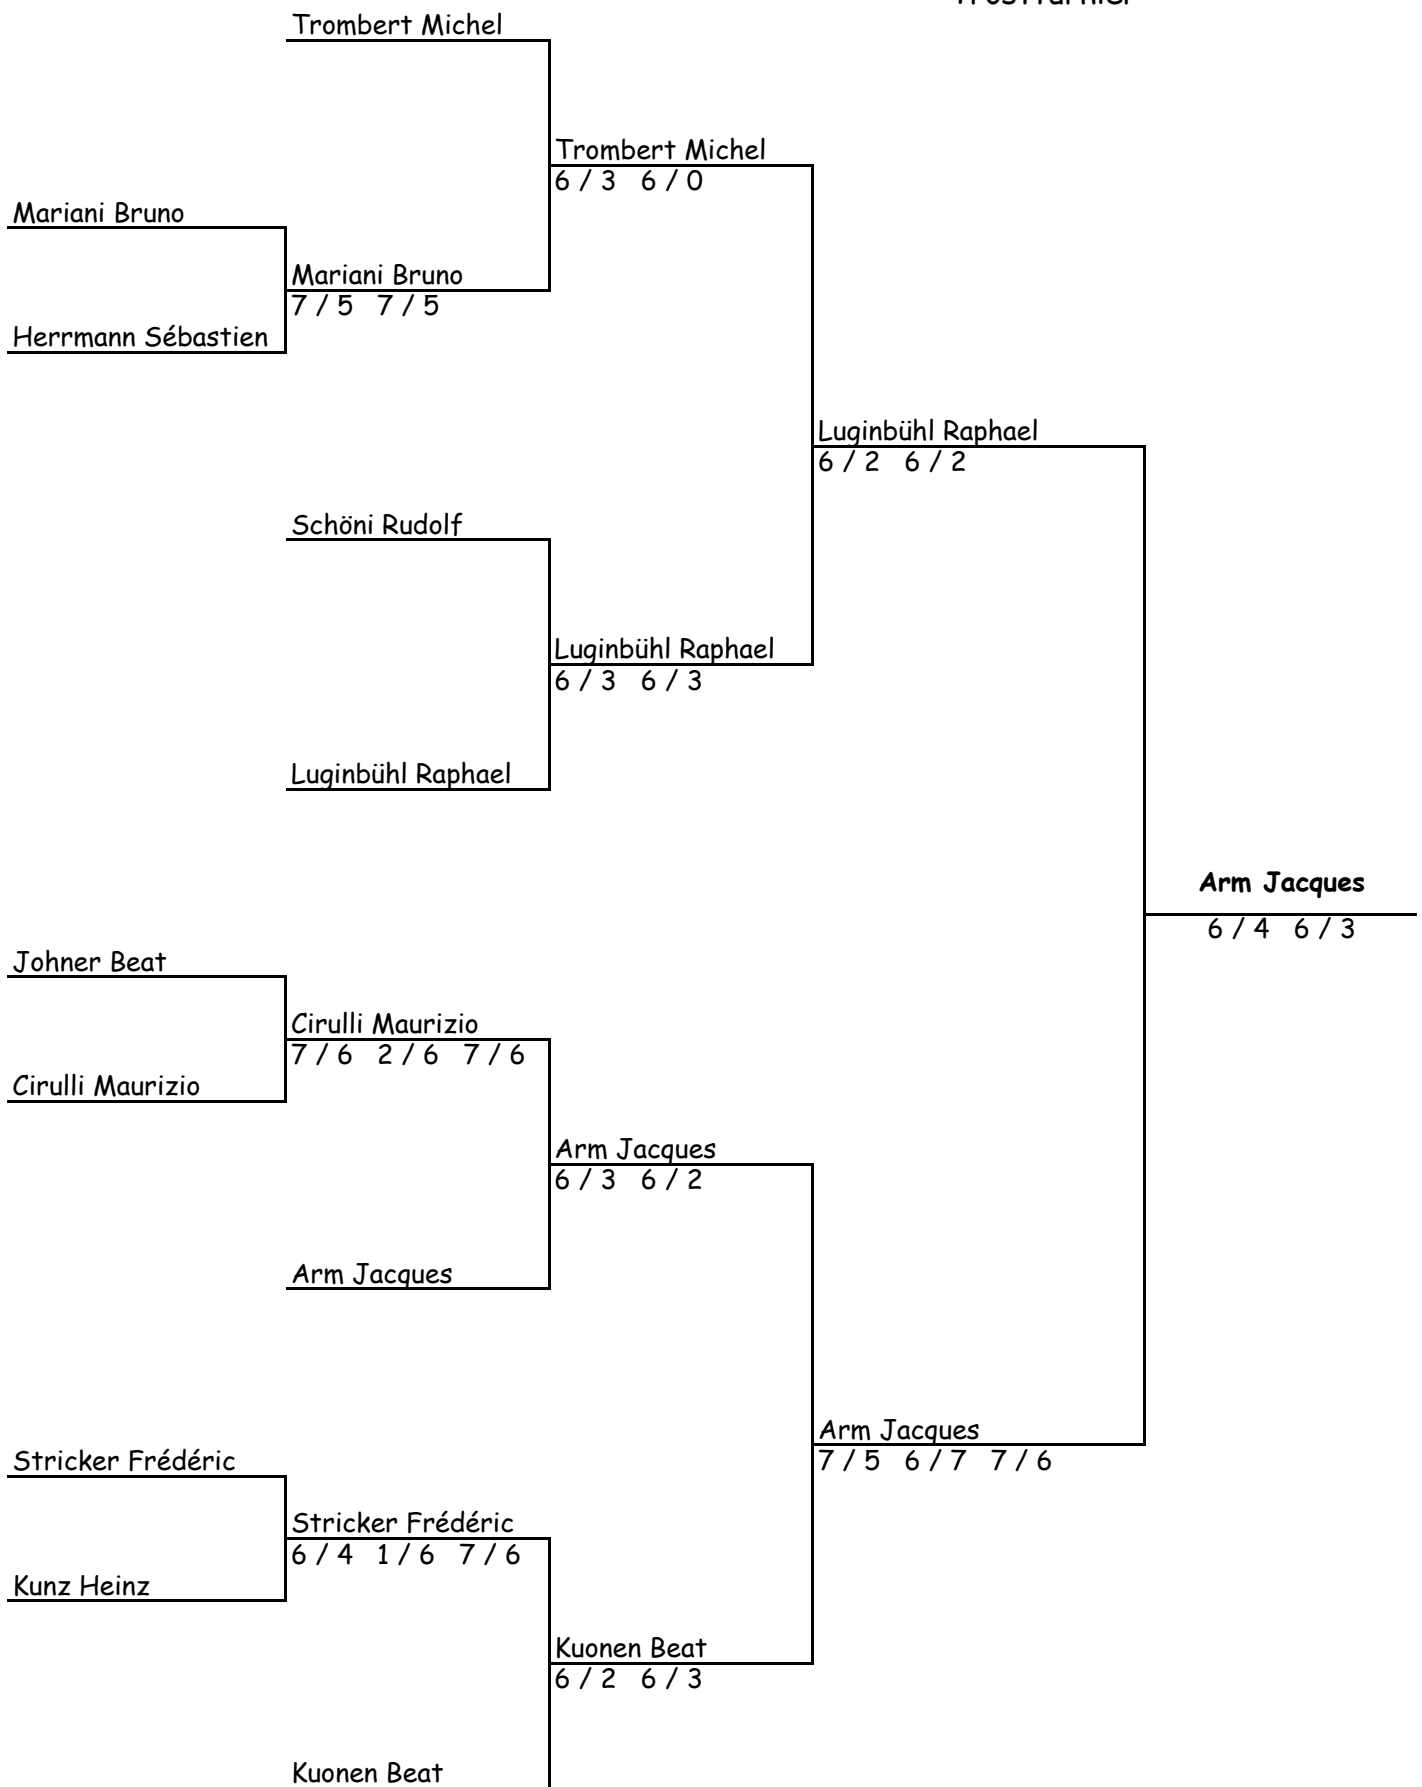 Trombert Michel
Trombert Michel
6 / 3 6 / 0
Mariani Bruno
Mariani Bruno
7 / 5 7 / 5
Herrmann Sébastien
Luginbühl Raphael
6 / 2 6 / 2
Schöni Rudolf
Luginbühl Raphael
6 / 3 6 / 3
Luginbühl Raphael
Arm Jacques
6 / 4 6 / 3
Johner Beat
Cirulli Maurizio
7 / 6 2 / 6 7 / 6
Cirulli Maurizio
Arm Jacques
6 / 3 6 / 2
Arm Jacques
Arm Jacques
7 / 5 6 / 7 7 / 6
Stricker Frédéric
Stricker Frédéric
6 / 4 1 / 6 7 / 6
Kunz Heinz
Kuonen Beat
6 / 2 6 / 3
Kuonen Beat